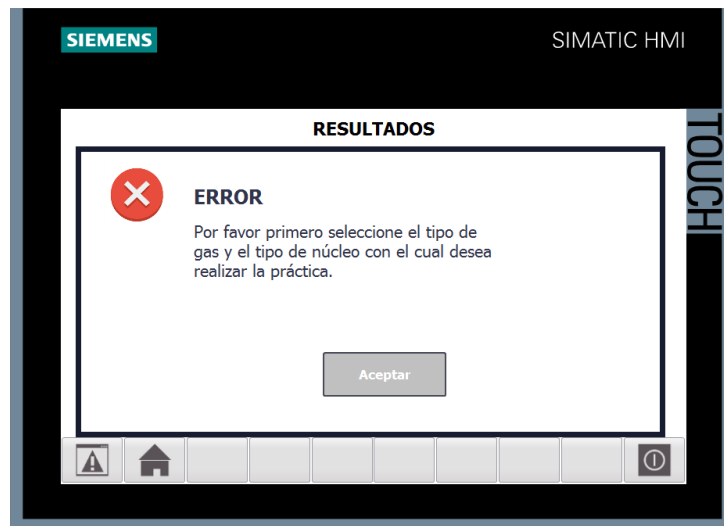 SIEMENS
SIMATIC HMI
TOUCH
RESULTADOS
ERROR
Por favor primero seleccione el tipo de
gas y el tipo de núcleo con el cual desea
realizar la práctica.
Aceptar